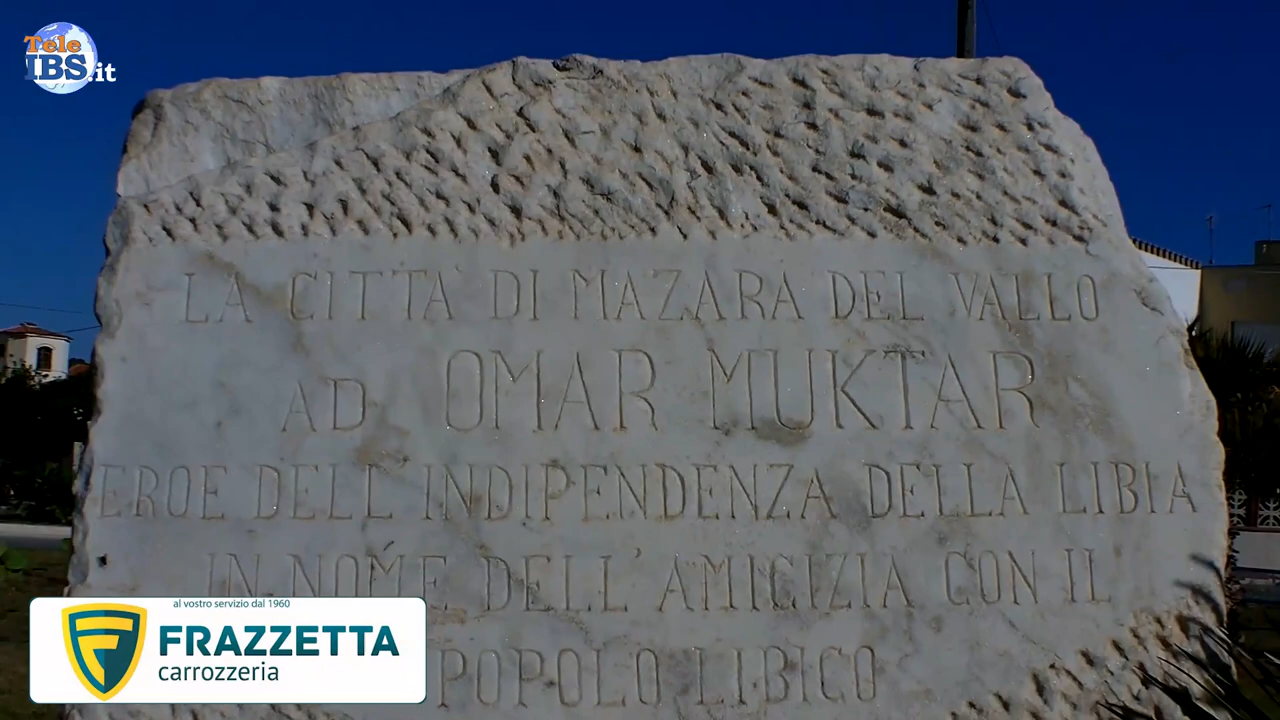 Tele
IBS.it
LA CITTÀ DI MAZARA DEL VALLO
AD OMAR MUKTAR
EROE DELL'INDIPENDENZA DELLA LIBIA
IN NOME DELL'AMICIZIA CON IL
POPOLO LIBICO
al vostro servizio dal 1960
FRAZZETTA
carrozzeria